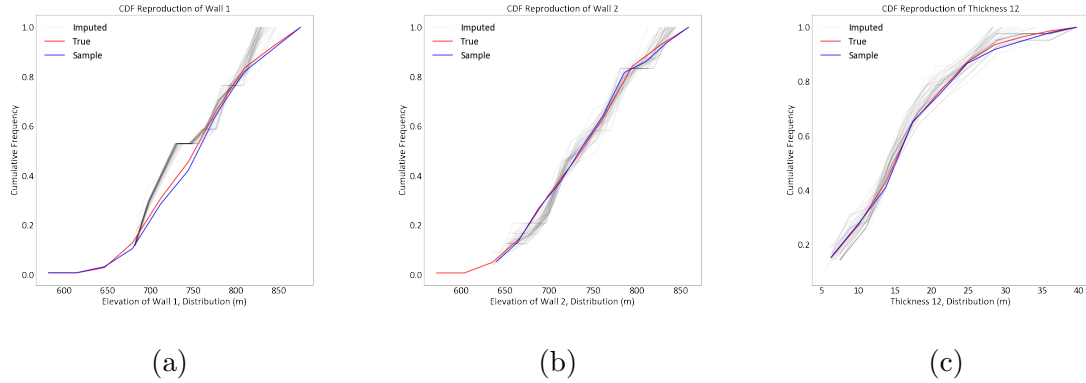 CDF Reproduction of Wall 1
1.0
0.8
0.6
0.4
0.2
0.0
Cumulative Frequency
Imputed
True
Sample
600 650 700 750 800 850
Elevation of Wall 1, Distribution (m)
(a)
CDF Reproduction of Wall 2
1.0
0.8
0.6
0.4
0.2
0.0
Cumulative Frequency
Imputed
True
Sample
600 650 700 750 800 850
Elevation of Wall 2, Distribution (m)
(b)
CDF Reproduction of Thickness 12
1.0
0.8
0.6
0.4
0.2
Cumulative Frequency
Imputed
True
Sample
5 10 15 20 25 30 35 40
Thickness 12, Distribution (m)
(c)